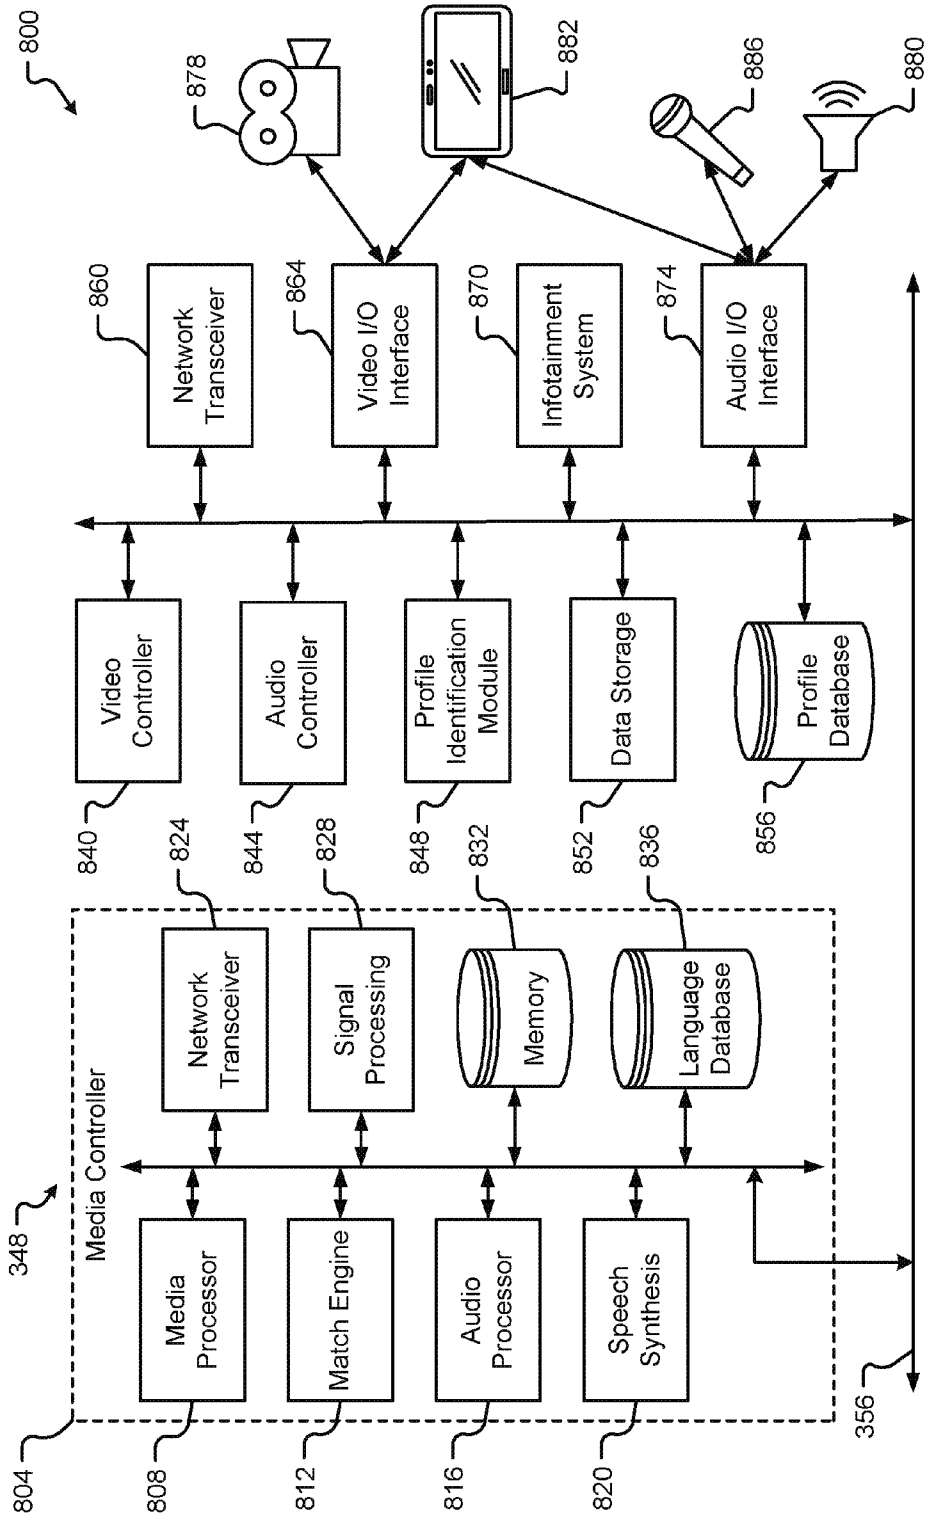 800
348
804
Media Controller
808
Media
Processor
812
Match Engine
816
Audio
Processor
820
Speech
Synthesis
824
Network
Transceiver
828
Signal
Processing
832
Memory
836
Language
Database
840
Video
Controller
844
Audio
Controller
848
Profile
Identification
Module
852
Data Storage
856
Profile
Database
860
Network
Transceiver
864
Video I/O
Interface
870
Infotainment
System
874
Audio I/O
Interface
878
882
886
880
356